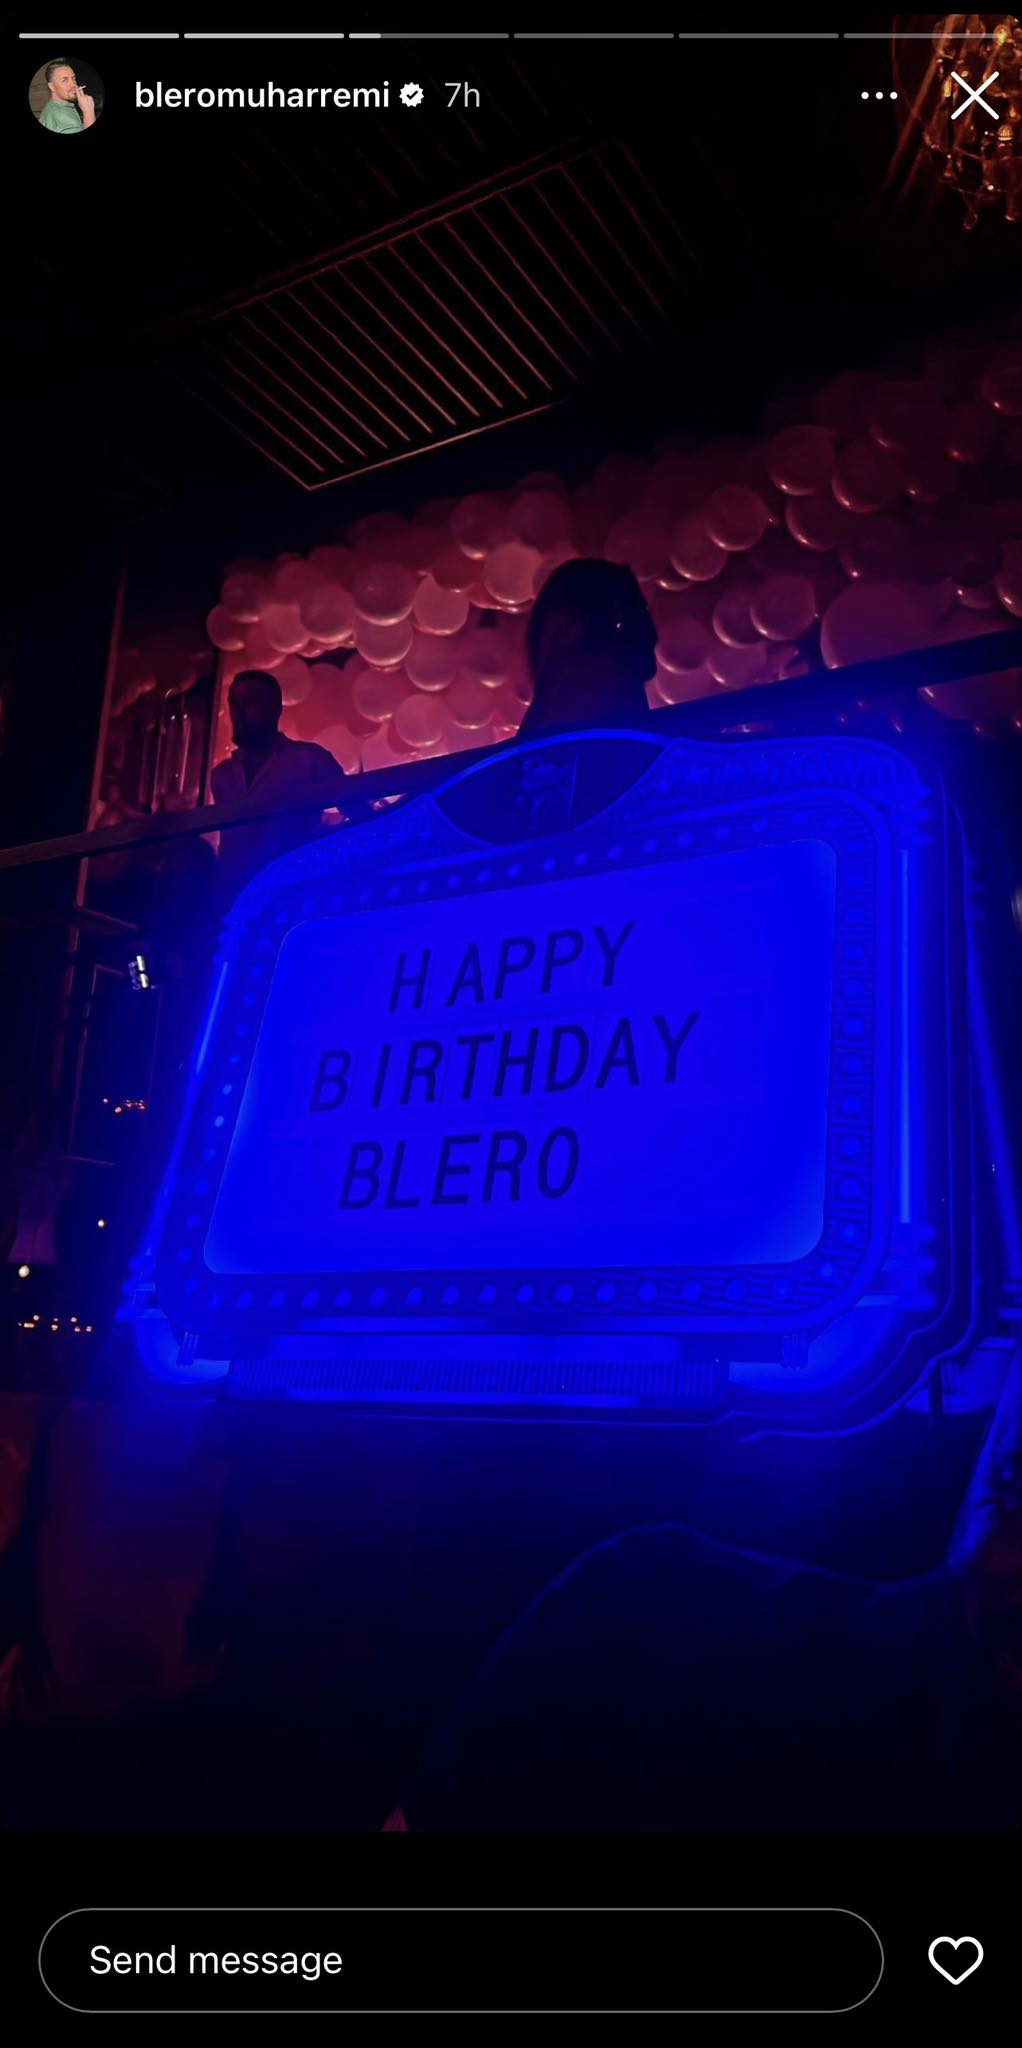 bleromuharremi 7h
HAPPY
BIRTHDAY
BLERO
Send message